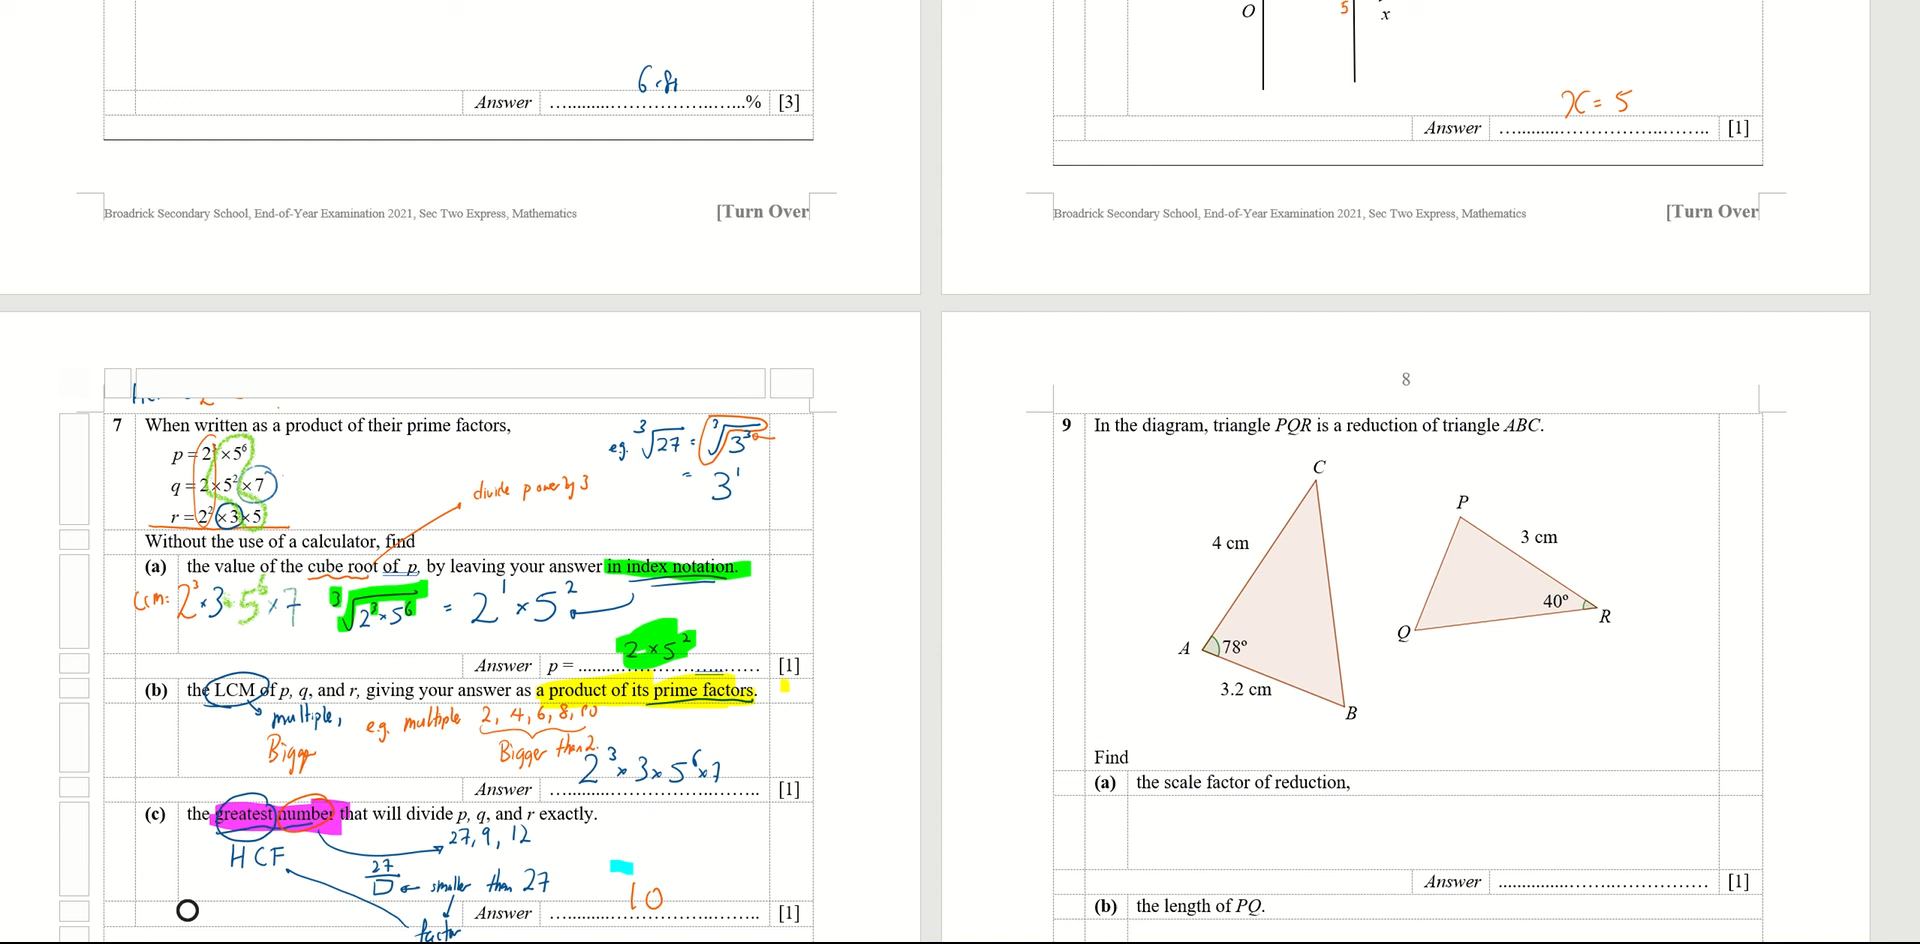 6.81
Answer ........................................% [3]
Broadrick Secondary School, End-of-Year Examination 2021, Sec Two Express, Mathematics [Turn Over
O 5 x
x = 5
Answer ........................................ [1]
Broadrick Secondary School, End-of-Year Examination 2021, Sec Two Express, Mathematics [Turn Over
7 When written as a product of their prime factors,
p = 2³ × 5⁶
q = 2 × 5² × 7
r = 2² × 3 × 5
e.g. ³√27 = ³√3³
= 3¹
divide power by 3
Without the use of a calculator, find
(a) the value of the cube root of p, by leaving your answer in index notation.
LCM: 2³ × 3 × 5⁶ × 7 ³√2³ × 5⁶ = 2¹ × 5²
2 × 5²
Answer p = ........................................ [1]
(b) the LCM of p, q, and r, giving your answer as a product of its prime factors.
multiple, e.g. multiple 2, 4, 6, 8, 10
Bigger Bigger than 2.
2³ × 3 × 5⁶ × 7
Answer ........................................ [1]
(c) the greatest number that will divide p, q, and r exactly.
27, 9, 12
HCF
27
smaller than 27
10
Answer ........................................ [1]
factor
8
9 In the diagram, triangle PQR is a reduction of triangle ABC.
C
P
4 cm 3 cm
40º
R
Q
A 78º
3.2 cm
B
Find
(a) the scale factor of reduction,
Answer ........................................ [1]
(b) the length of PQ.